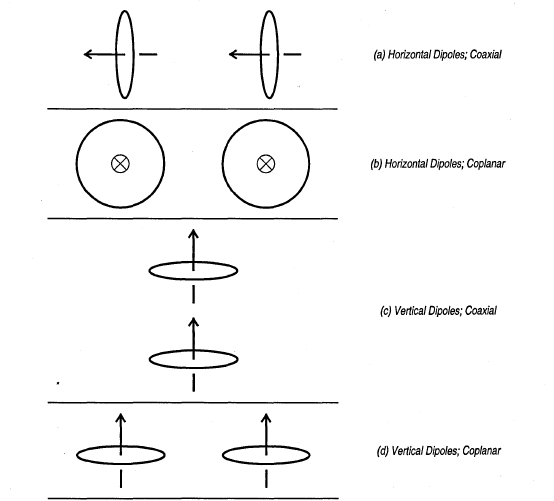 (a) Horizontal Dipoles; Coaxial
(b) Horizontal Dipoles; Coplanar
(c) Vertical Dipoles; Coaxial
(d) Vertical Dipoles; Coplanar